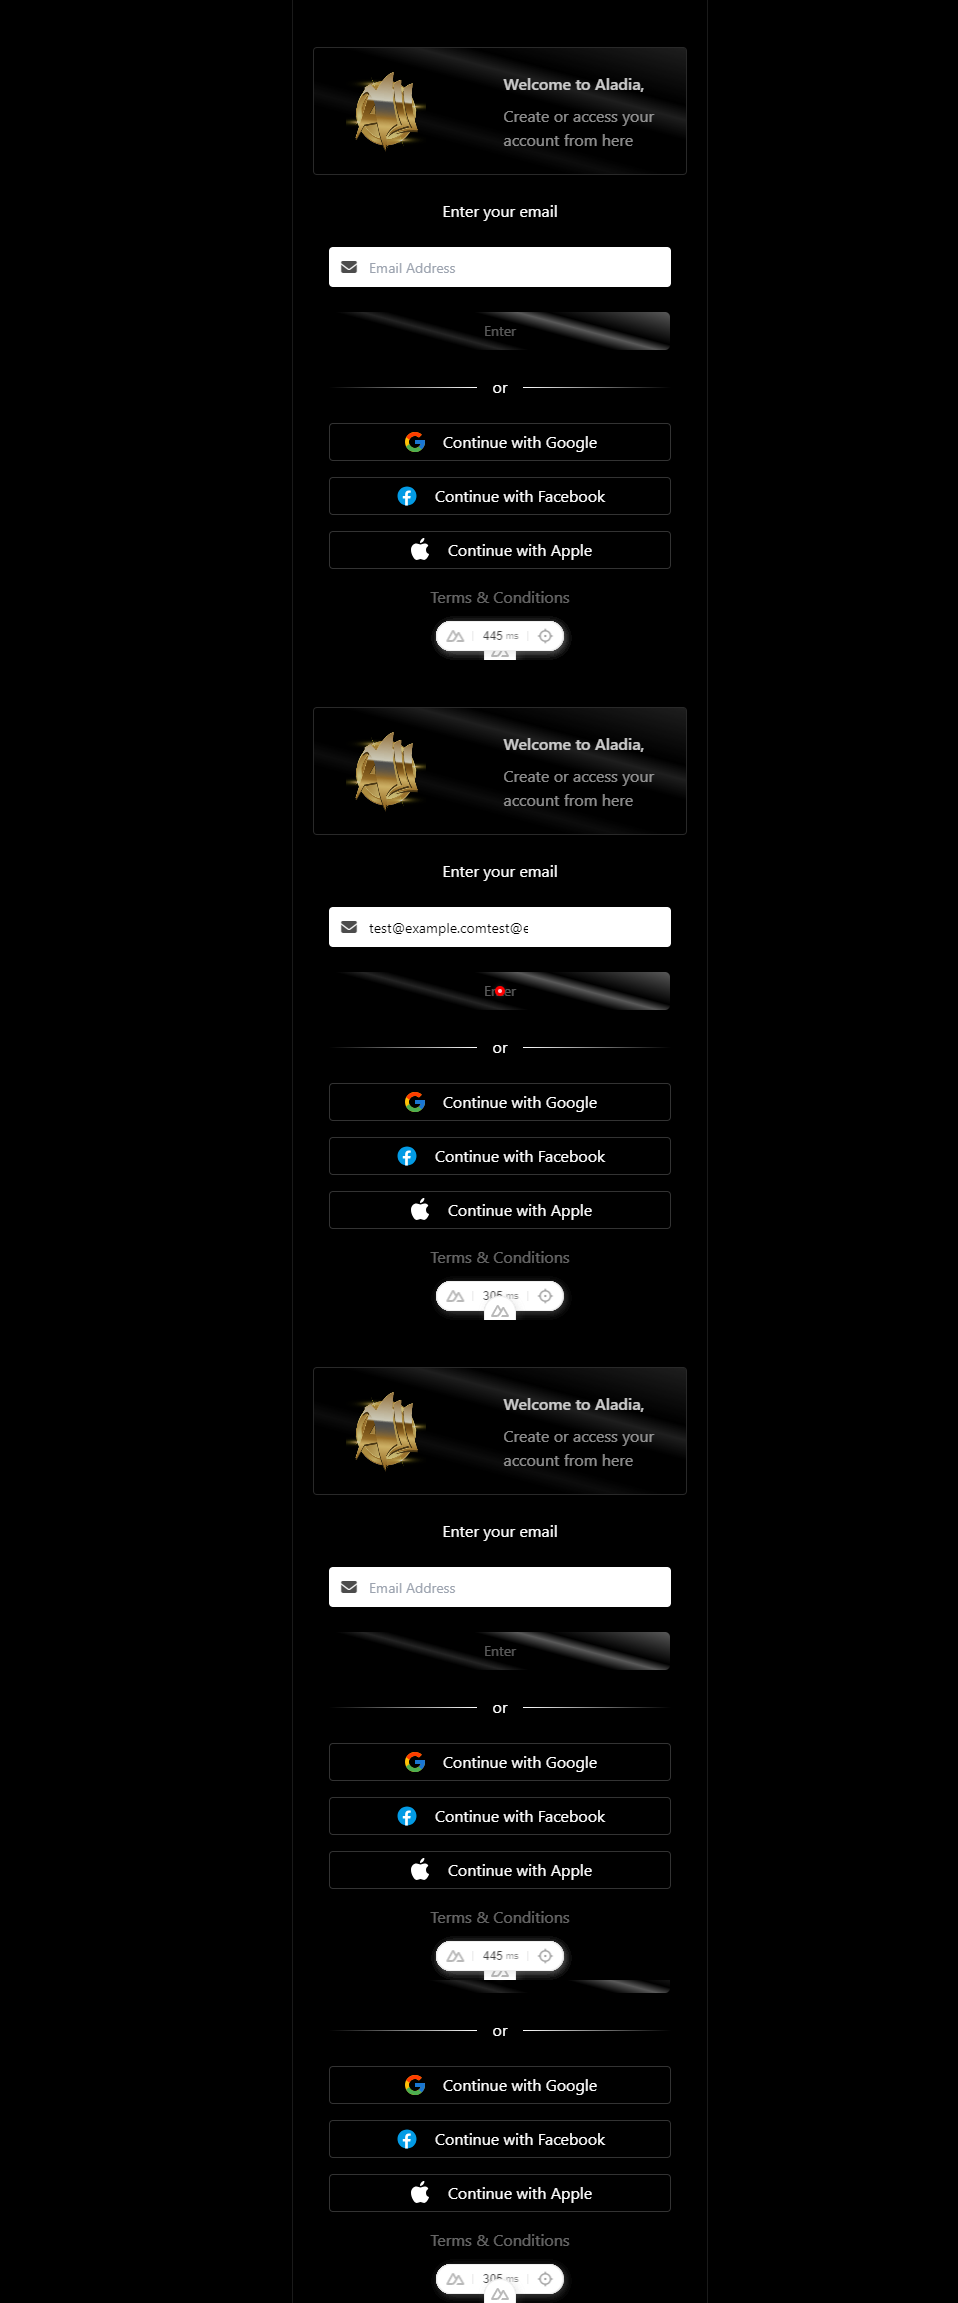 Welcome to Aladia,
Create or access your
account from here
Enter your email
Email Address
Enter
or
Continue with Google
Continue with Facebook
Continue with Apple
Terms & Conditions
445 ms
Welcome to Aladia,
Create or access your
account from here
Enter your email
test@example.comtest@e
Enter
or
Continue with Google
Continue with Facebook
Continue with Apple
Terms & Conditions
305 ms
Welcome to Aladia,
Create or access your
account from here
Enter your email
Email Address
Enter
or
Continue with Google
Continue with Facebook
Continue with Apple
Terms & Conditions
445 ms
or
Continue with Google
Continue with Facebook
Continue with Apple
Terms & Conditions
305 ms